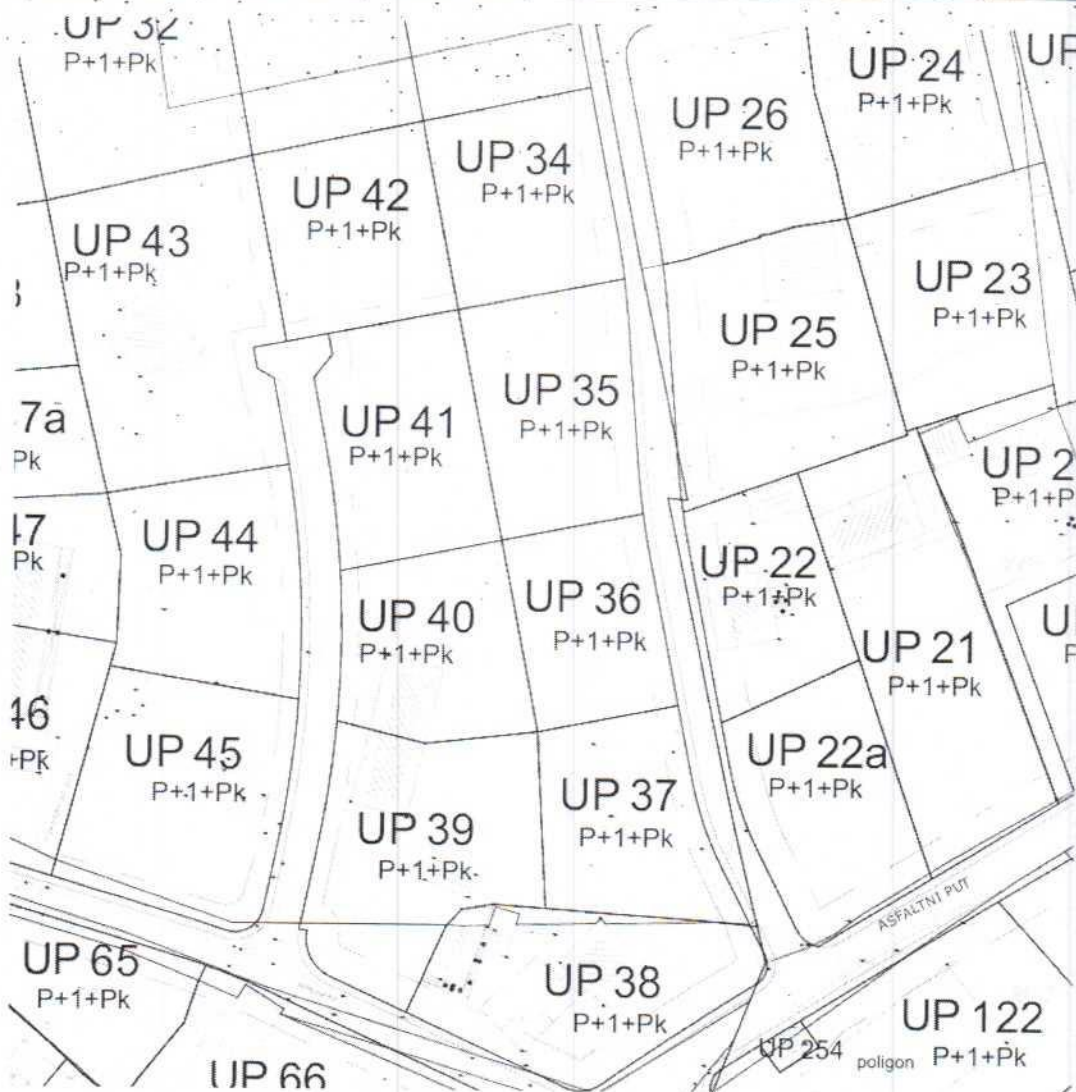 UP 32
P+1+Pk
UP 24
P+1+Pk
UP
UP 26
P+1+Pk
UP 34
P+1+Pk
UP 42
P+1+Pk
UP 43
P+1+Pk
UP 23
P+1+Pk
UP 25
P+1+Pk
UP 35
P+1+Pk
UP 41
P+1+Pk
7a
Pk
UP 2
P+1+P
UP 44
P+1+Pk
47
Pk
UP 22
P+1+Pk
UP 36
P+1+Pk
UP 40
P+1+Pk
UP 21
P+1+Pk
46
+Pk
UP 45
P+1+Pk
UP 22a
P+1+Pk
UP 37
P+1+Pk
UP 39
P+1+Pk
ASFALTNI PUT
UP 65
P+1+Pk
UP 38
P+1+Pk
UP 122
P+1+Pk
UP 254
poligon
UP 66